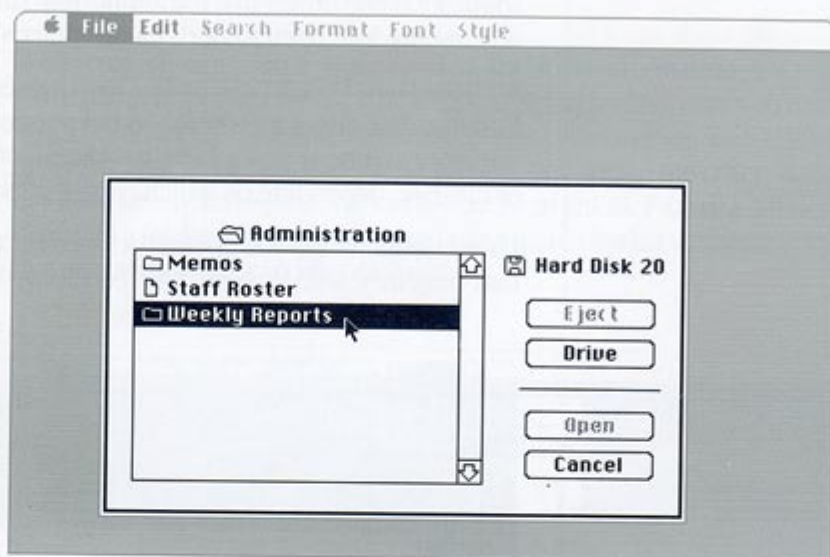 File Edit Search Format Font Style
Administration
Memos
Staff Roster
Weekly Reports
Hard Disk 20
Eject
Drive
Open
Cancel